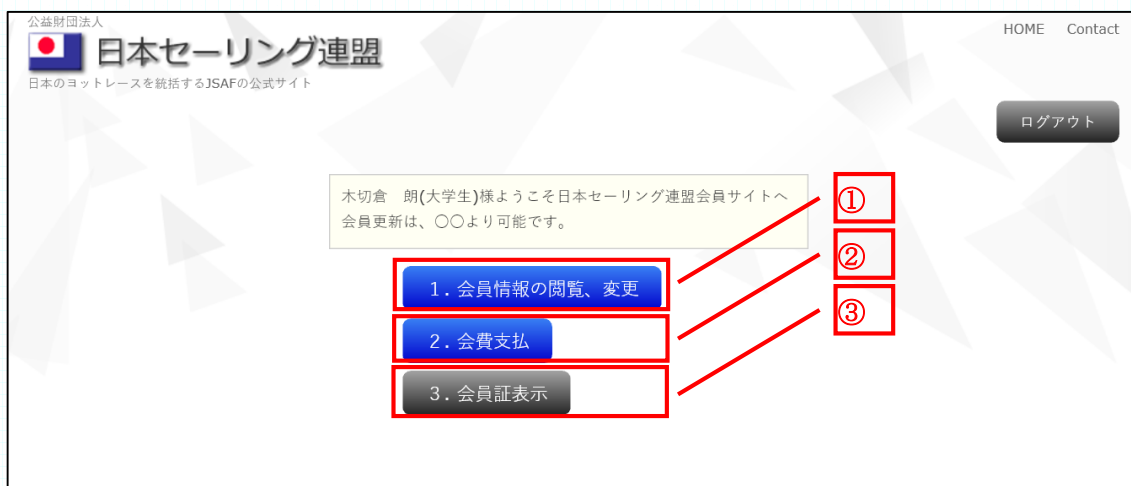 公益財団法人
日本セーリング連盟
日本のヨットレースを統括するJSAFの公式サイト
HOME Contact
ログアウト
木切倉　朗(大学生)様ようこそ日本セーリング連盟会員サイトへ
会員更新は、〇〇より可能です。
①
②
③
1．会員情報の閲覧、変更
2．会費支払
3．会員証表示